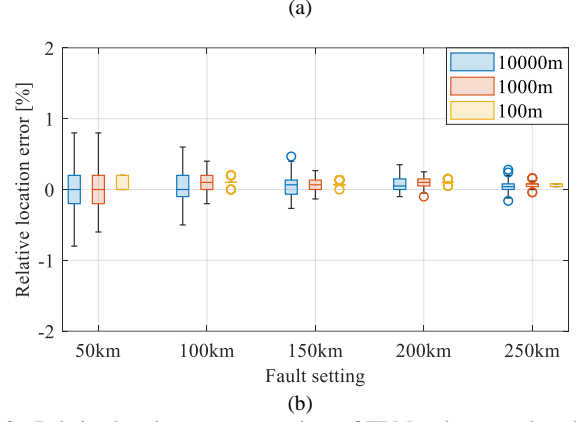 (a)
2
1
0
-1
-2
Relative location error [%]
10000m
1000m
100m
50km 100km 150km 200km 250km
Fault setting
(b)